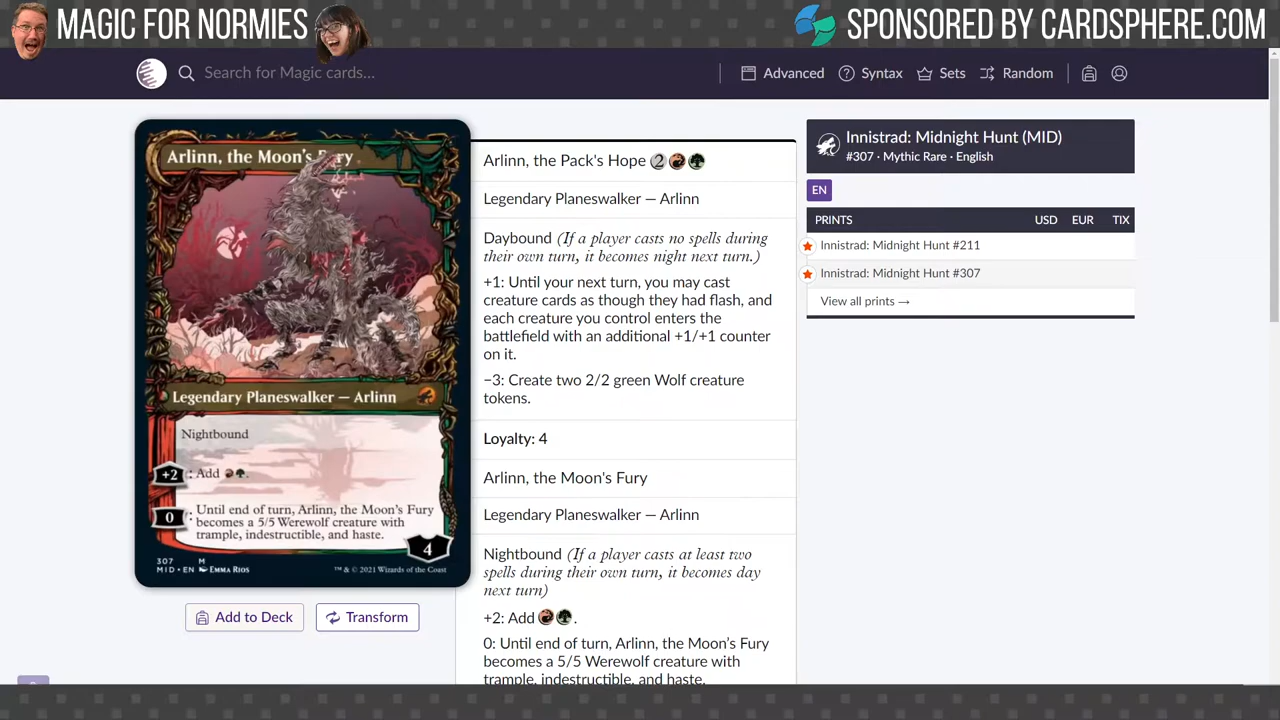 MAGIC FOR NORMIES
SPONSORED BY CARDSPHERE.COM
Search for Magic cards...
Advanced
Syntax
Sets
Random
Arlinn, the Moon's Fury
Legendary Planeswalker — Arlinn
Nightbound
+2 : Add .
0 : Until end of turn, Arlinn, the Moon's Fury
becomes a 5/5 Werewolf creature with
trample, indestructible, and haste.
4
307 M
MID • EN EMMA RIOS
™ & © 2021 Wizards of the Coast
Add to Deck
Transform
Arlinn, the Pack's Hope 2
Legendary Planeswalker — Arlinn
Daybound (If a player casts no spells during
their own turn, it becomes night next turn.)
+1: Until your next turn, you may cast
creature cards as though they had flash, and
each creature you control enters the
battlefield with an additional +1/+1 counter
on it.
−3: Create two 2/2 green Wolf creature
tokens.
Loyalty: 4
Arlinn, the Moon's Fury
Legendary Planeswalker — Arlinn
Nightbound (If a player casts at least two
spells during their own turn, it becomes day
next turn)
+2: Add .
0: Until end of turn, Arlinn, the Moon's Fury
becomes a 5/5 Werewolf creature with
trample, indestructible, and haste.
Innistrad: Midnight Hunt (MID)
#307 · Mythic Rare · English
EN
PRINTS USD EUR TIX
Innistrad: Midnight Hunt #211
Innistrad: Midnight Hunt #307
View all prints →